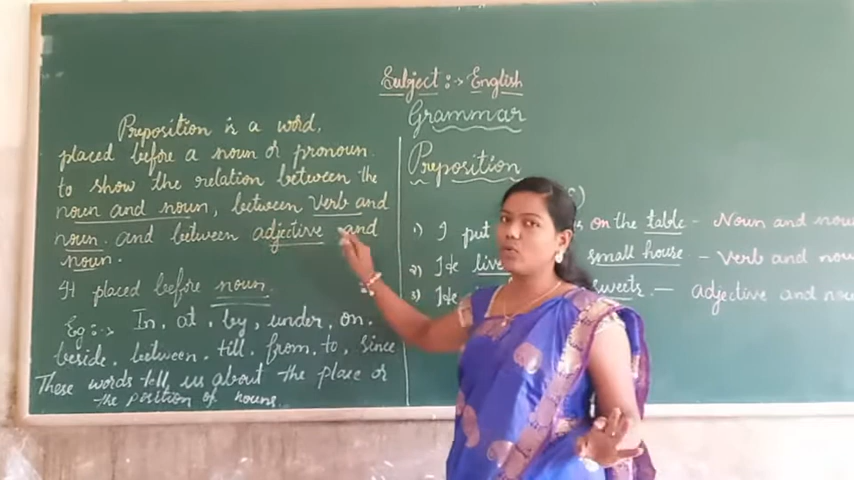 Subject :-> English
Grammar
Preposition
Preposition is a word,
placed before a noun or pronoun.
to show the relation between the
noun and noun, between Verb and
noun. and between adjective and
noun.
It placed before noun.
Eg :-> In, at, by, under, on.
beside, between, till, from, to, since
These words tell us about the place or
the position of nouns.
1) I put on the table - Noun and noun
2) He live small house - Verb and noun
3) He sweets - Adjective and noun